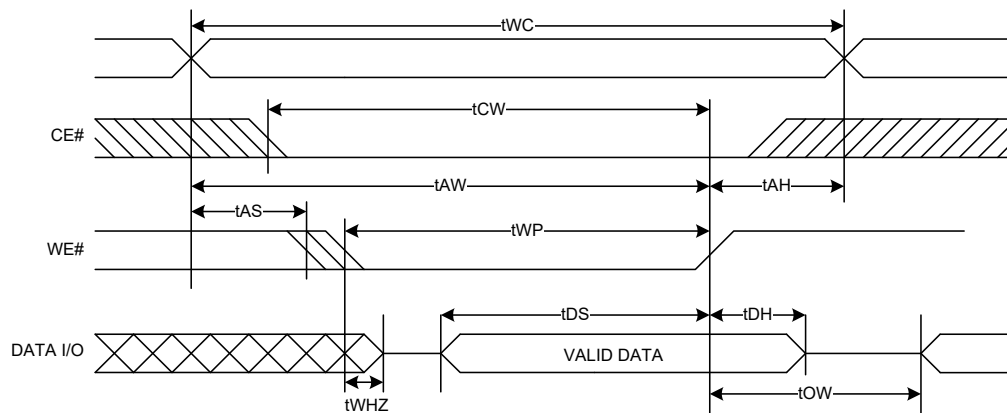 tWC
tCW
CE#
tAW
tAH
tAS
tWP
WE#
tDS
tDH
DATA I/O
VALID DATA
tWHZ
tOW